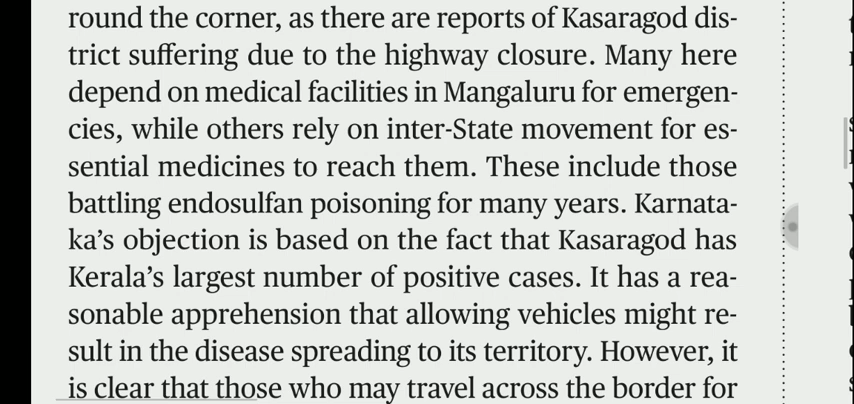 round the corner, as there are reports of Kasaragod dis-
trict suffering due to the highway closure. Many here
depend on medical facilities in Mangaluru for emergen-
cies, while others rely on inter-State movement for es-
sential medicines to reach them. These include those
battling endosulfan poisoning for many years. Karnata-
ka’s objection is based on the fact that Kasaragod has
Kerala’s largest number of positive cases. It has a rea-
sonable apprehension that allowing vehicles might re-
sult in the disease spreading to its territory. However, it
is clear that those who may travel across the border for